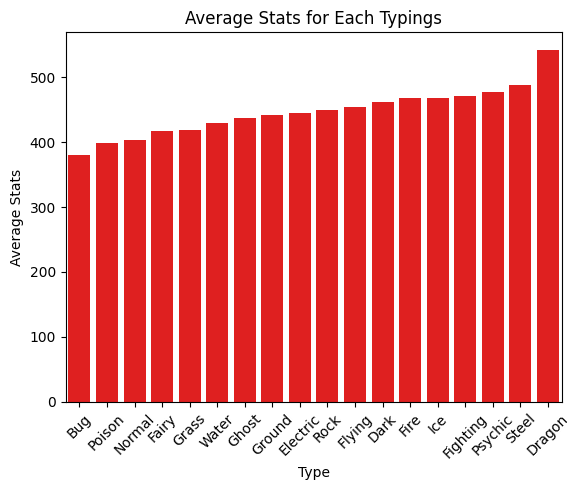 Average Stats for Each Typings
Average Stats
500
400
300
200
100
0
Bug
Poison
Normal
Fairy
Grass
Water
Ghost
Ground
Electric
Rock
Flying
Dark
Fire
Ice
Fighting
Psychic
Steel
Dragon
Type